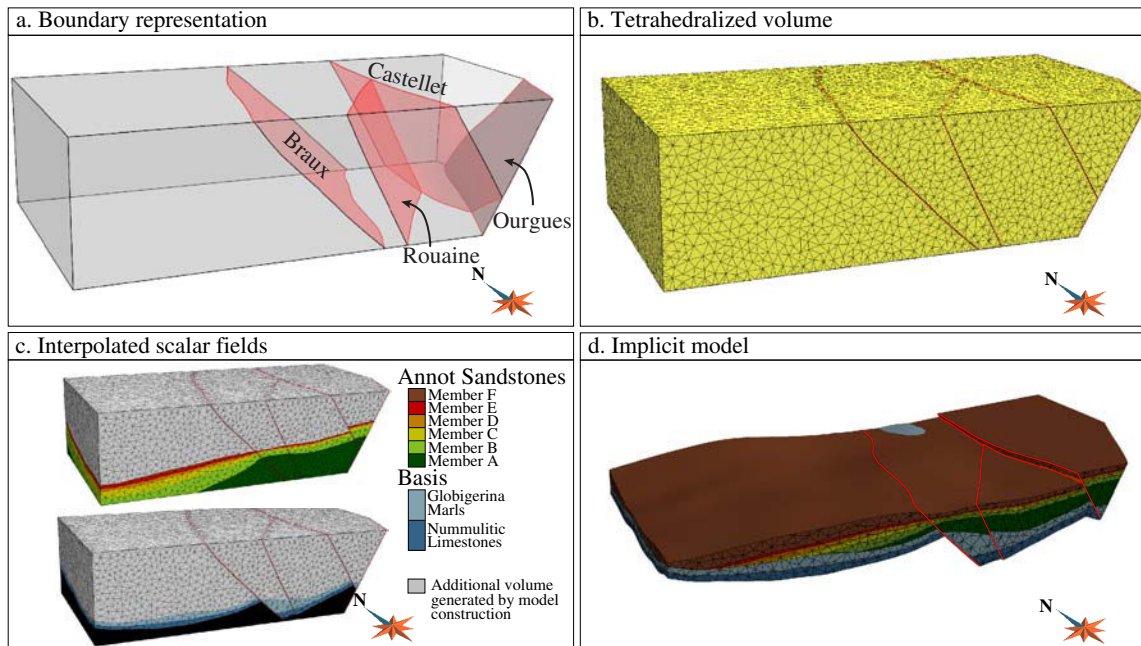 a. Boundary representation
Castellet
Braux
Ourgues
Rouaine
N
b. Tetrahedralized volume
N
c. Interpolated scalar fields
Annot Sandstones
Member F
Member E
Member D
Member C
Member B
Member A
Basis
Globigerina
Marls
Nummulitic
Limestones
Additional volume
generated by model
construction
N
d. Implicit model
N